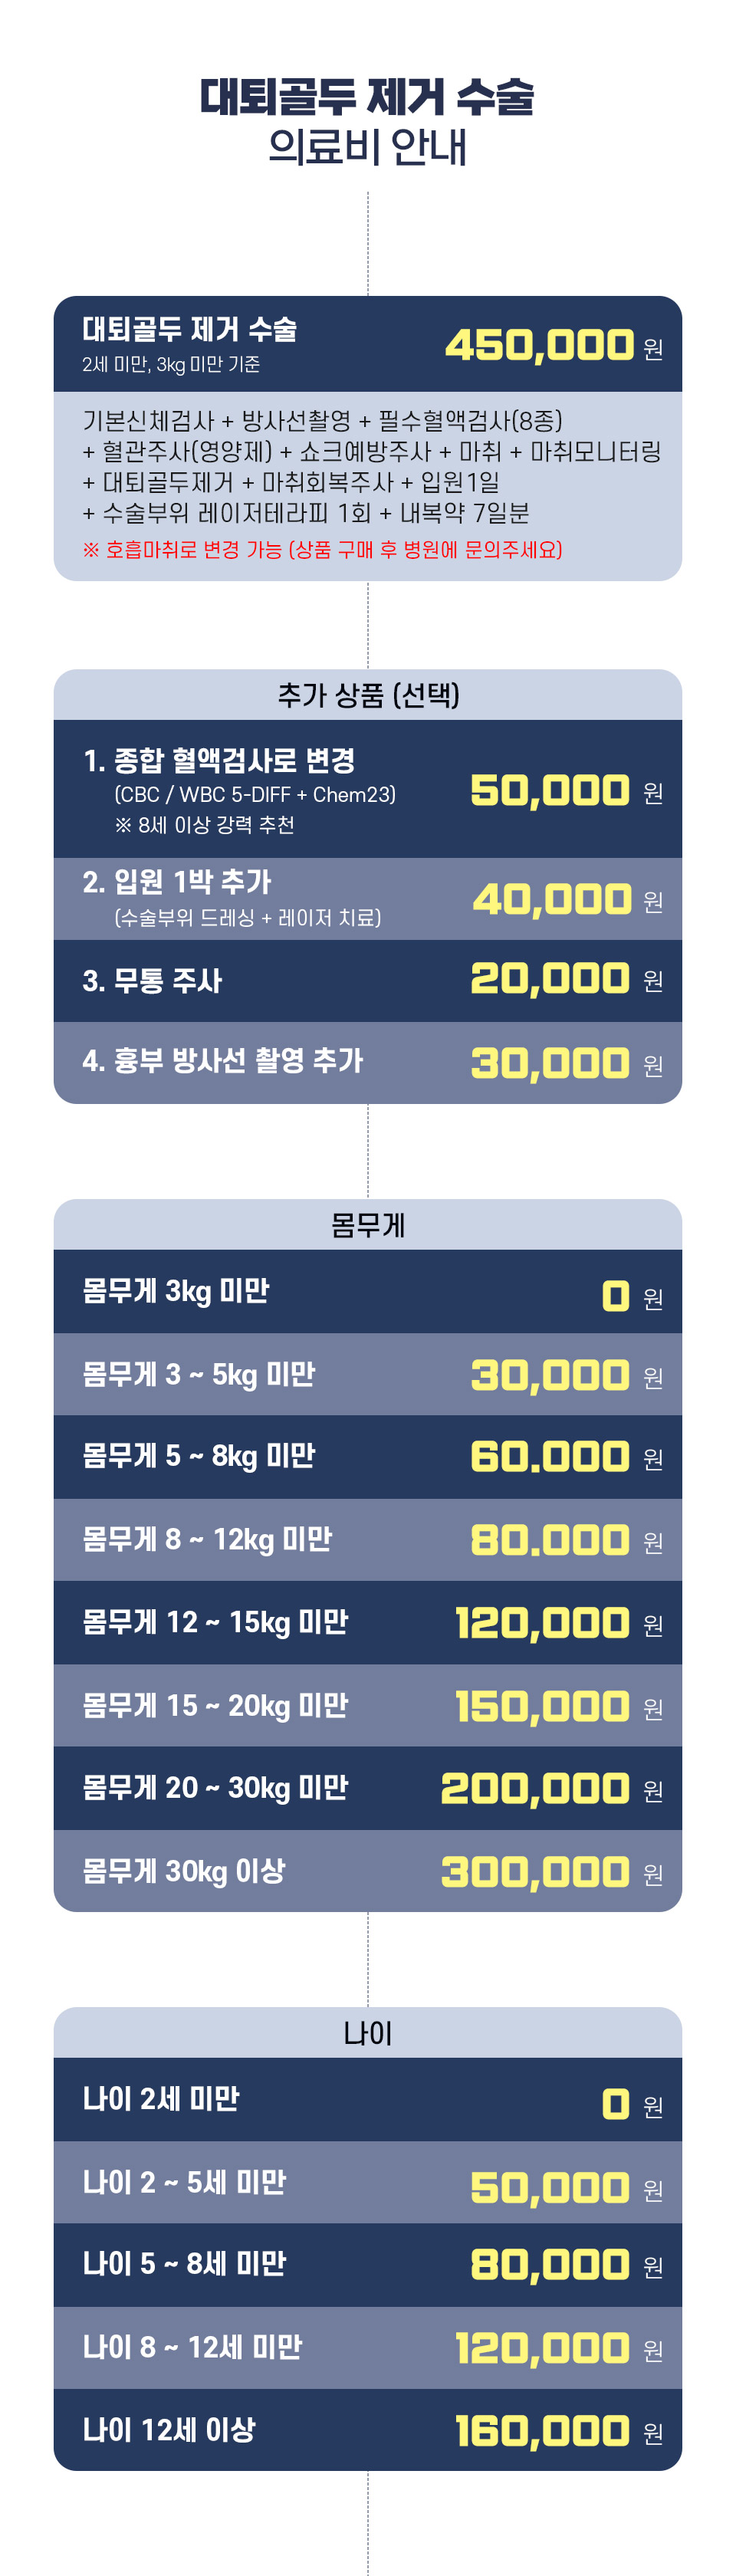 대퇴골두 제거 수술
의료비 안내
대퇴골두 제거 수술
2세 미만, 3kg 미만 기준
450,000 원
기본신체검사 + 방사선촬영 + 필수혈액검사(8종)
+ 혈관주사(영양제) + 쇼크예방주사 + 마취 + 마취모니터링
+ 대퇴골두제거 + 마취회복주사 + 입원1일
+ 수술부위 레이저테라피 1회 + 내복약 7일분
※ 호흡마취로 변경 가능 (상품 구매 후 병원에 문의주세요)
추가 상품 (선택)
1. 종합 혈액검사로 변경
(CBC / WBC 5-DIFF + Chem23)
※ 8세 이상 강력 추천
50,000 원
2. 입원 1박 추가
(수술부위 드레싱 + 레이저 치료)
40,000 원
3. 무통 주사 20,000 원
4. 흉부 방사선 촬영 추가 30,000 원
몸무게
몸무게 3kg 미만 0 원
몸무게 3 ~ 5kg 미만 30,000 원
몸무게 5 ~ 8kg 미만 60.000 원
몸무게 8 ~ 12kg 미만 80.000 원
몸무게 12 ~ 15kg 미만 120,000 원
몸무게 15 ~ 20kg 미만 150,000 원
몸무게 20 ~ 30kg 미만 200,000 원
몸무게 30kg 이상 300,000 원
나이
나이 2세 미만 0 원
나이 2 ~ 5세 미만 50,000 원
나이 5 ~ 8세 미만 80,000 원
나이 8 ~ 12세 미만 120,000 원
나이 12세 이상 160,000 원